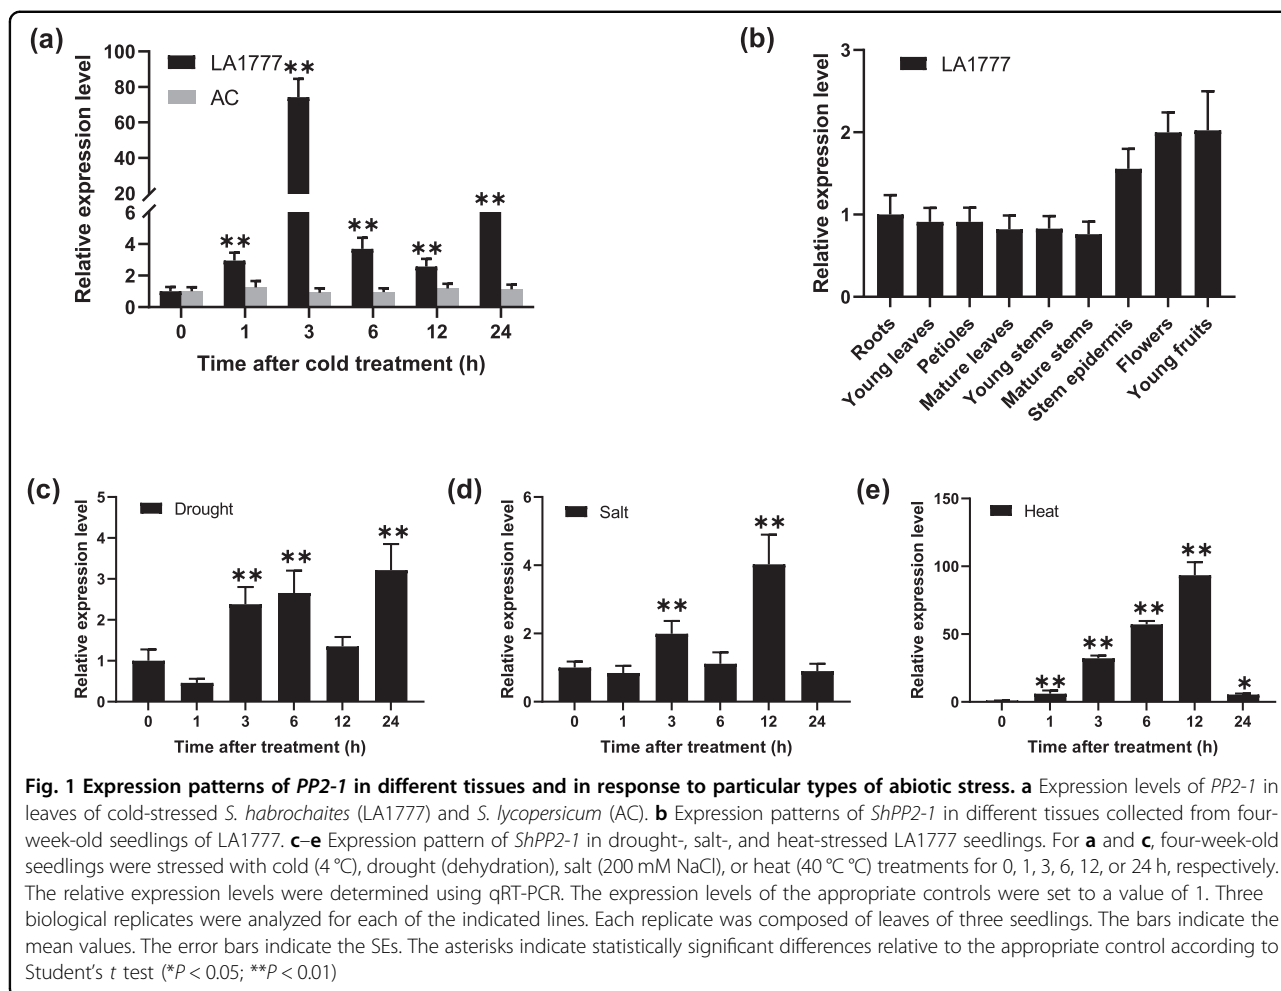 (a)
Relative expression level
100
80
60
40
20
6
4
2
0
LA1777
AC
**
**
**
**
**
0 1 3 6 12 24
Time after cold treatment (h)
(b)
Relative expression level
3
2
1
0
LA1777
Roots
Young leaves
Petioles
Mature leaves
Young stems
Mature stems
Stem epidermis
Flowers
Young fruits
(c)
Relative expression level
5
4
3
2
1
0
Drought
**
**
**
0 1 3 6 12 24
Time after treatment (h)
(d)
Relative expression level
6
4
2
0
Salt
**
**
0 1 3 6 12 24
Time after treatment (h)
(e)
Relative expression level
150
100
50
0
Heat
**
**
**
**
*
0 1 3 6 12 24
Time after treatment (h)
Fig. 1 Expression patterns of PP2-1 in different tissues and in response to particular types of abiotic stress. a Expression levels of PP2-1 in
leaves of cold-stressed S. habrochaites (LA1777) and S. lycopersicum (AC). b Expression patterns of ShPP2-1 in different tissues collected from four-
week-old seedlings of LA1777. c–e Expression pattern of ShPP2-1 in drought-, salt-, and heat-stressed LA1777 seedlings. For a and c, four-week-old
seedlings were stressed with cold (4 °C), drought (dehydration), salt (200 mM NaCl), or heat (40 °C °C) treatments for 0, 1, 3, 6, 12, or 24 h, respectively.
The relative expression levels were determined using qRT-PCR. The expression levels of the appropriate controls were set to a value of 1. Three
biological replicates were analyzed for each of the indicated lines. Each replicate was composed of leaves of three seedlings. The bars indicate the
mean values. The error bars indicate the SEs. The asterisks indicate statistically significant differences relative to the appropriate control according to
Student's t test (*P < 0.05; **P < 0.01)